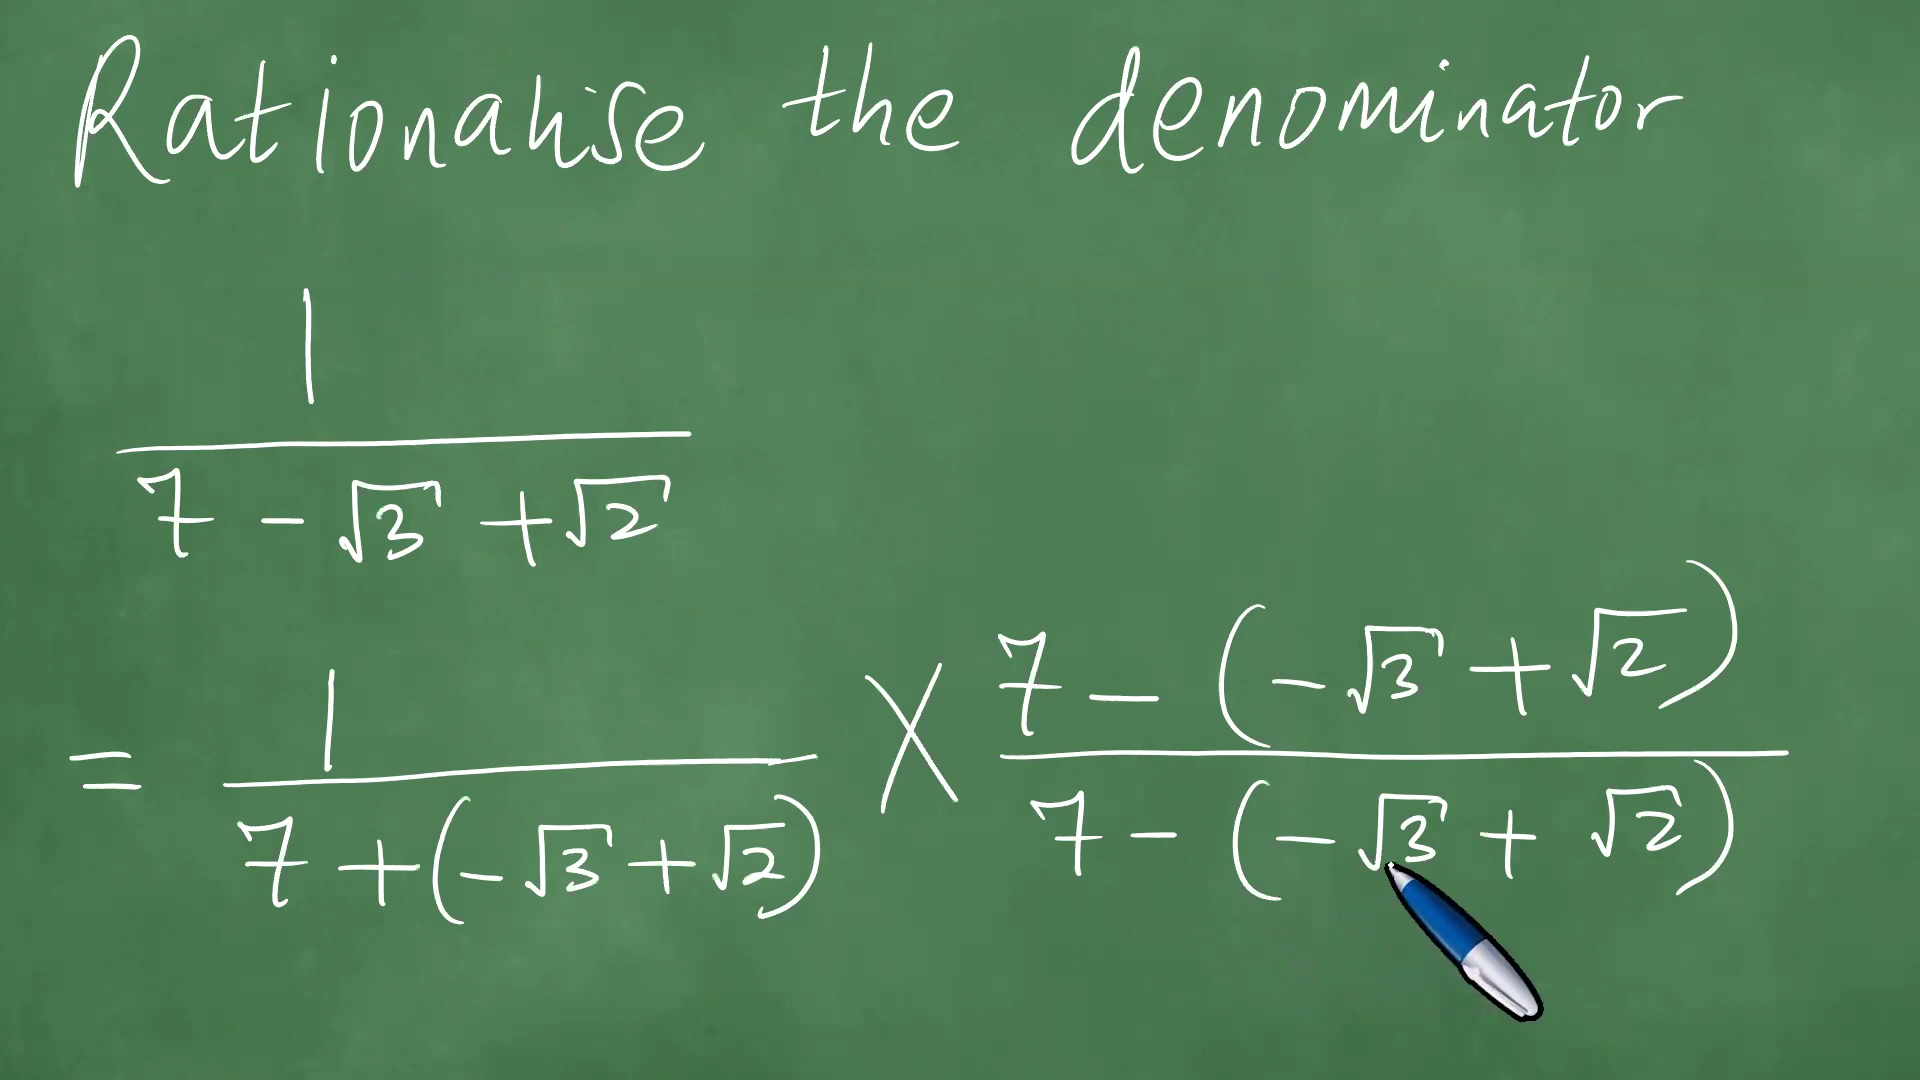 Rationalise the denominator
1
7 - √3 + √2
= 1 / 7 + (-√3 + √2) × 7 - (-√3 + √2) / 7 - (-√3 + √2)